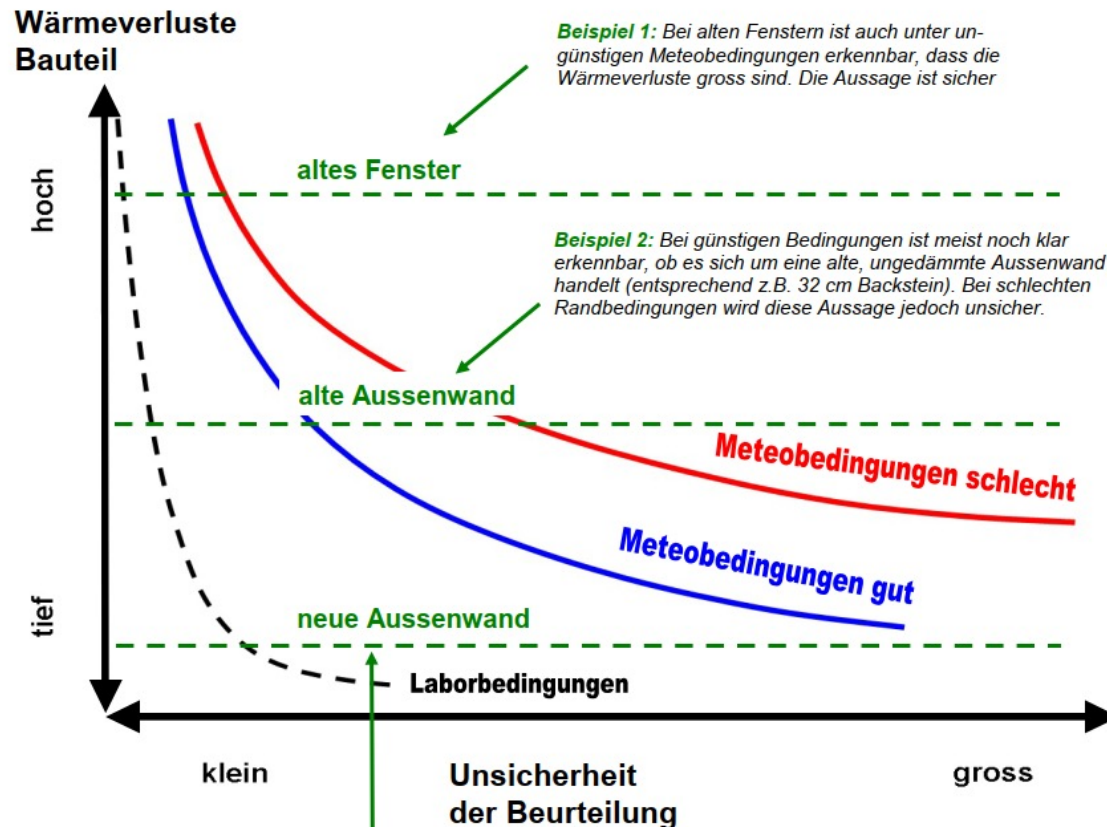 Wärmeverluste
Bauteil
Beispiel 1: Bei alten Fenstern ist auch unter un-
günstigen Meteobedingungen erkennbar, dass die
Wärmeverluste gross sind. Die Aussage ist sicher
hoch
altes Fenster
Beispiel 2: Bei günstigen Bedingungen ist meist noch klar
erkennbar, ob es sich um eine alte, ungedämmte Aussenwand
handelt (entsprechend z.B. 32 cm Backstein). Bei schlechten
Randbedingungen wird diese Aussage jedoch unsicher.
alte Aussenwand
Meteobedingungen schlecht
Meteobedingungen gut
tief
neue Aussenwand
Laborbedingungen
klein
Unsicherheit
der Beurteilung
gross